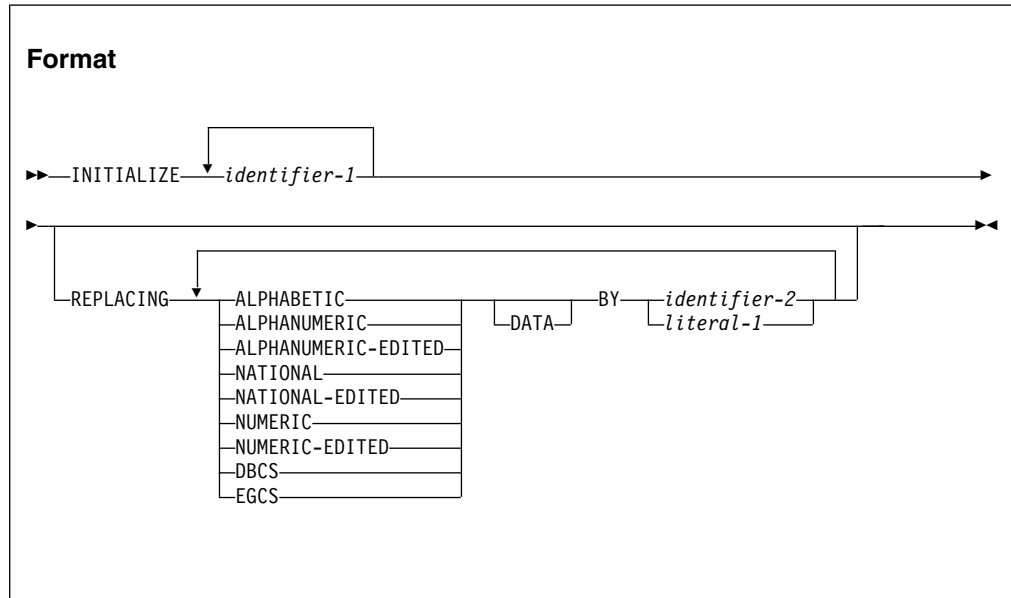 Format
INITIALIZE identifier-1
REPLACING ALPHABETIC DATA BY identifier-2
ALPHANUMERIC literal-1
ALPHANUMERIC-EDITED
NATIONAL
NATIONAL-EDITED
NUMERIC
NUMERIC-EDITED
DBCS
EGCS